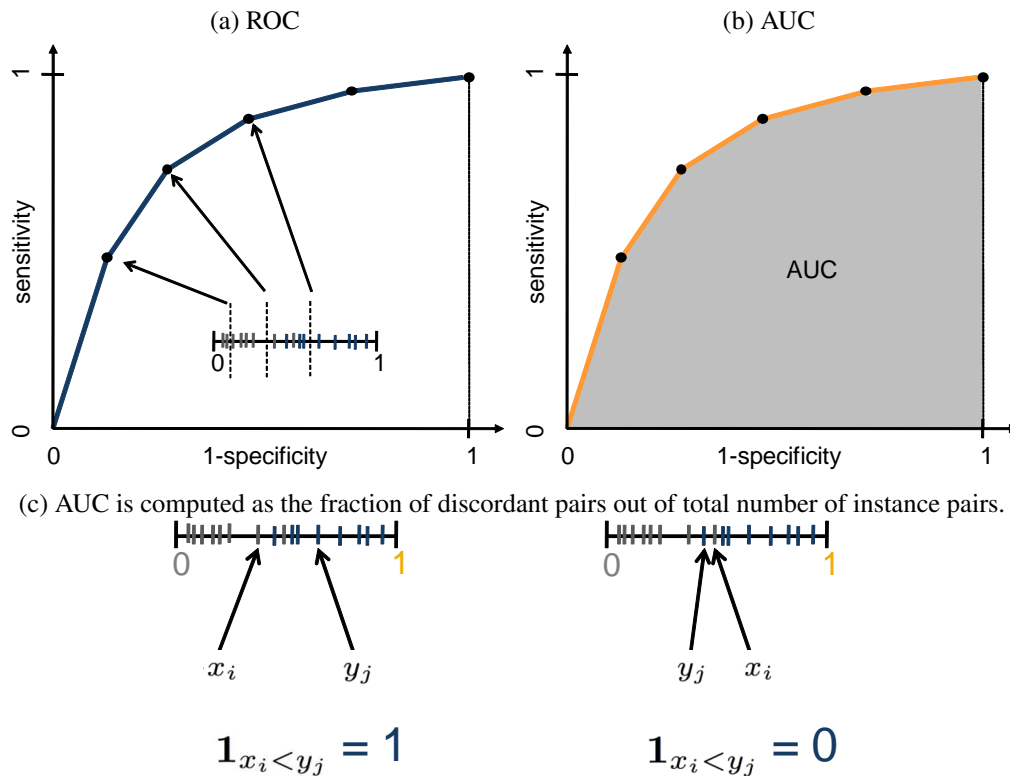 (a) ROC
(b) AUC
1
sensitivity
0
0
1
0
1-specificity
1
1
sensitivity
AUC
0
0
1-specificity
1
(c) AUC is computed as the fraction of discordant pairs out of total number of instance pairs.
0
1
0
1
x_i
y_j
y_j
x_i
1_{x_i<y_j} = 1
1_{x_i<y_j} = 0